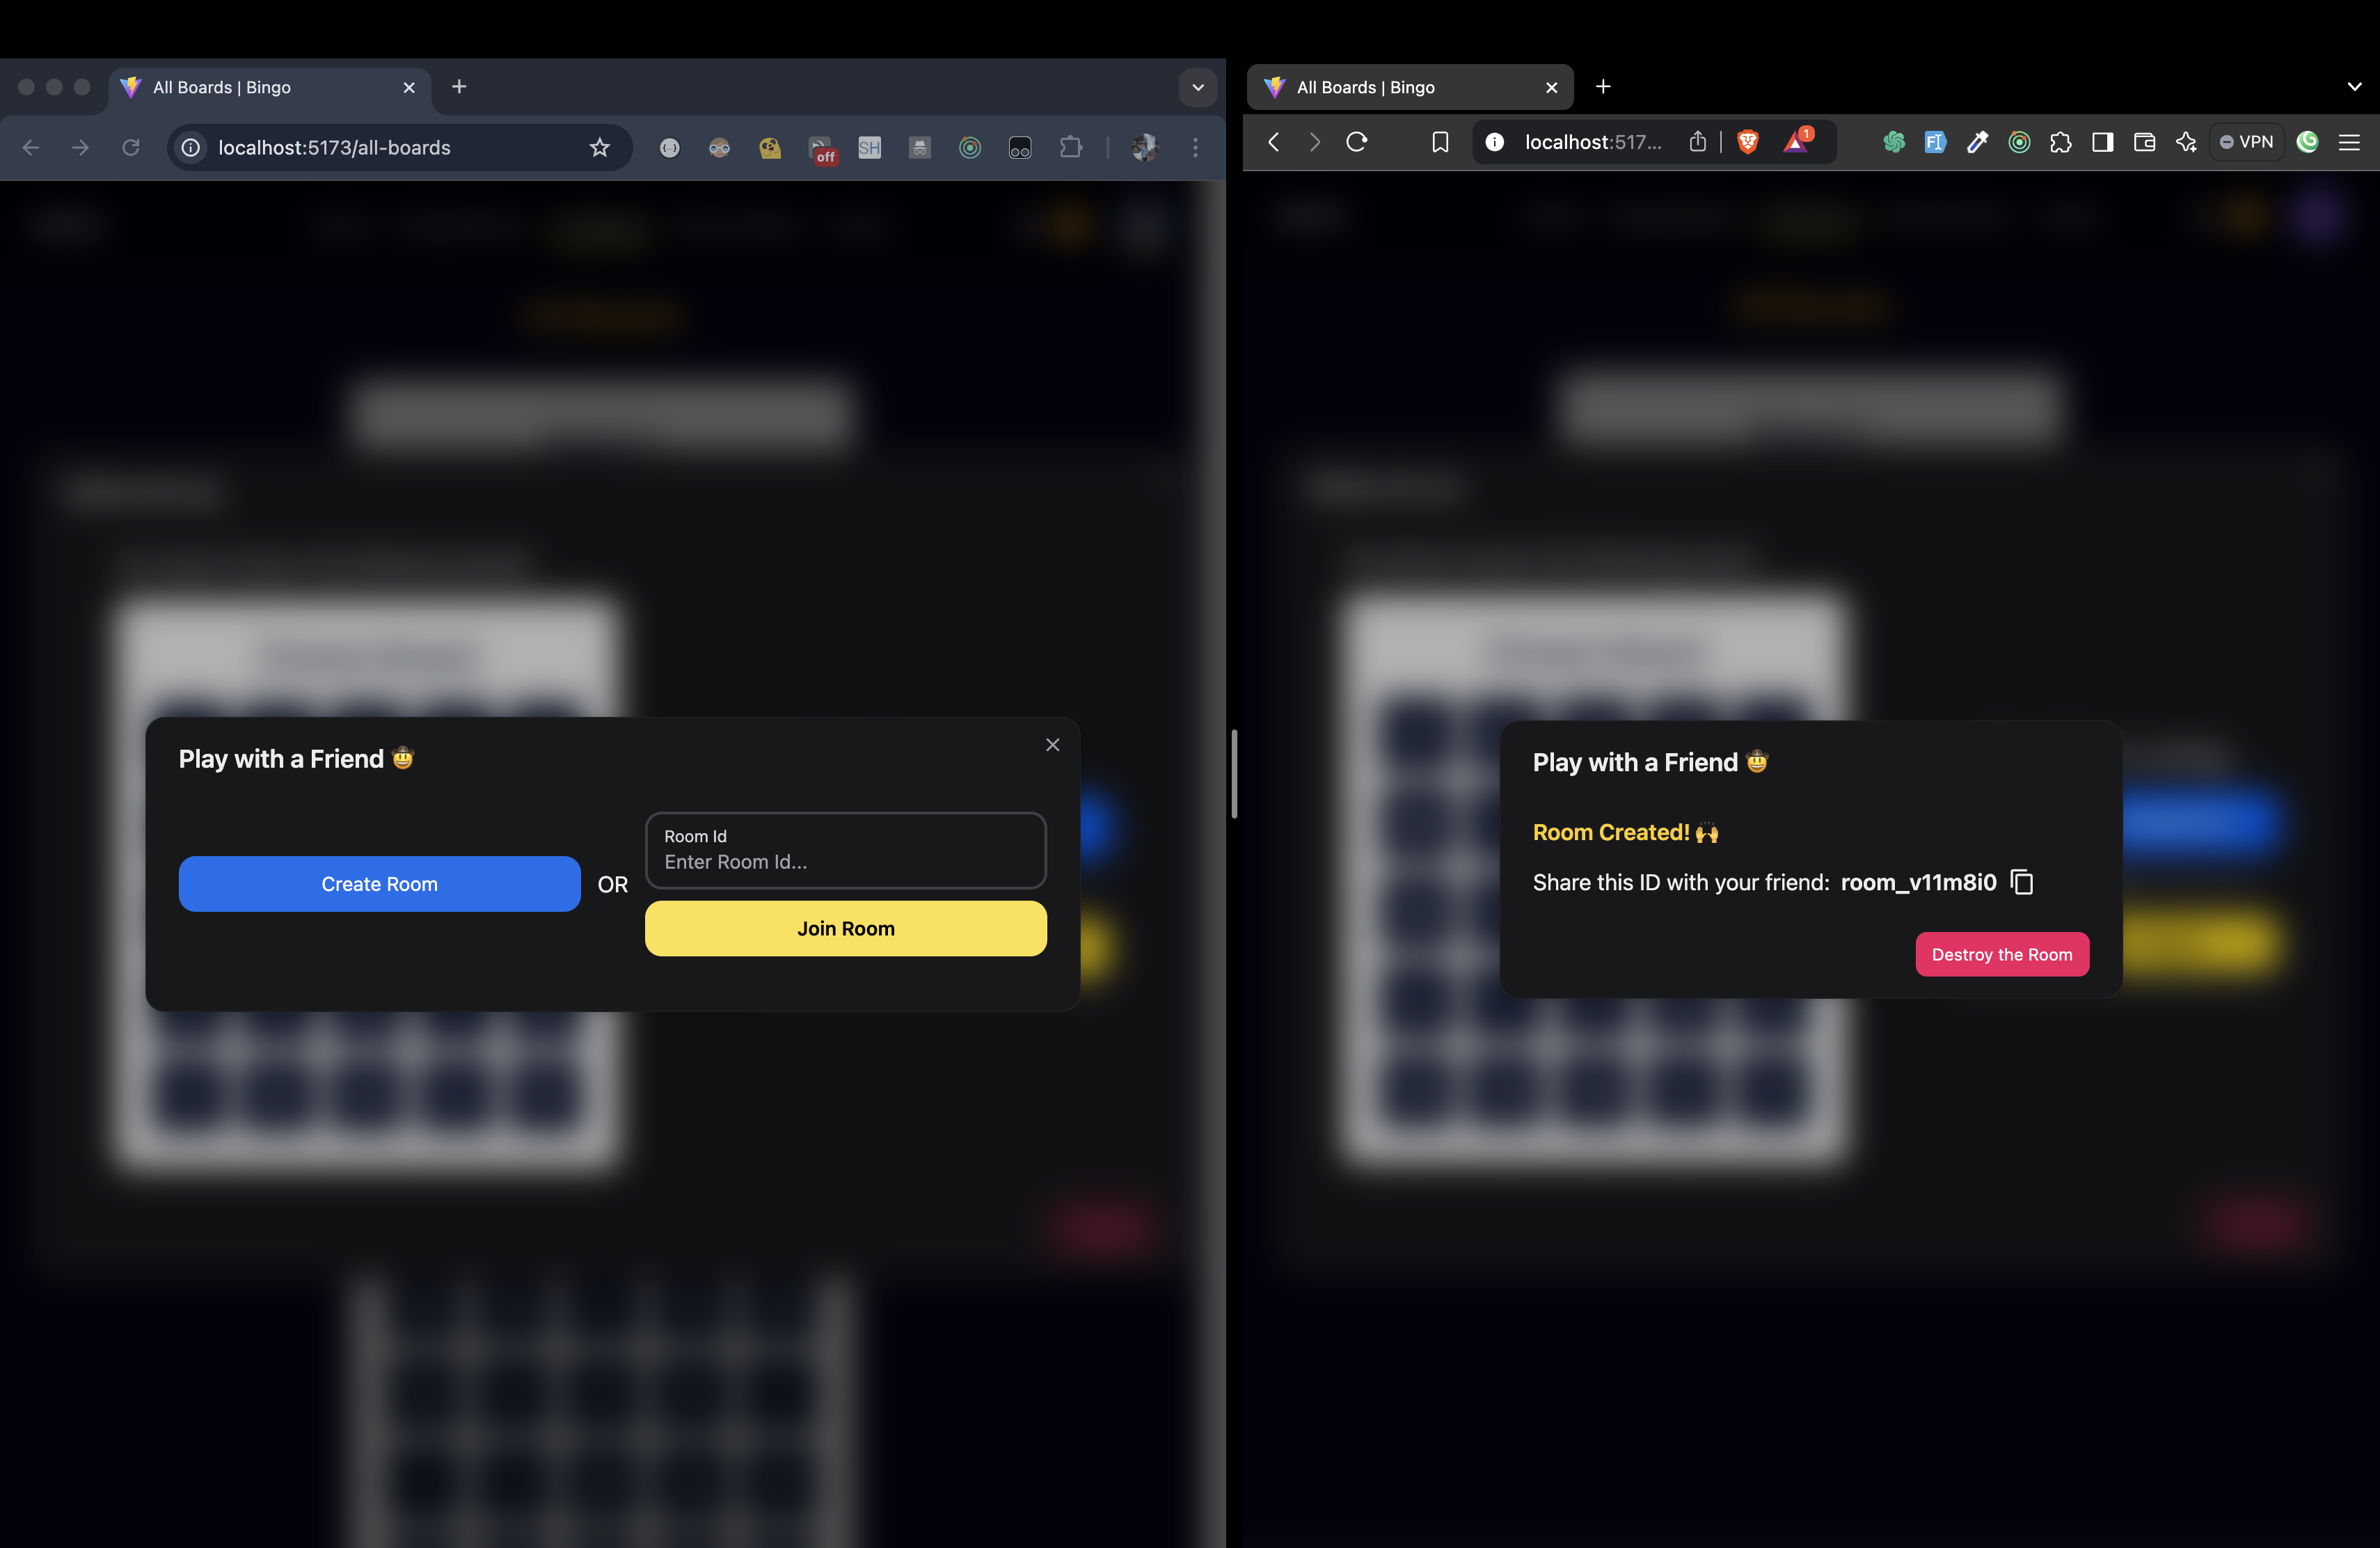 All Boards | Bingo
localhost:5173/all-boards
off
SH
Play with a Friend 🤠
Create Room
OR
Room Id
Enter Room Id...
Join Room
All Boards | Bingo
localhost:517...
1
VPN
Play with a Friend 🤠
Room Created! 🙌
Share this ID with your friend: room_v11m8i0
Destroy the Room